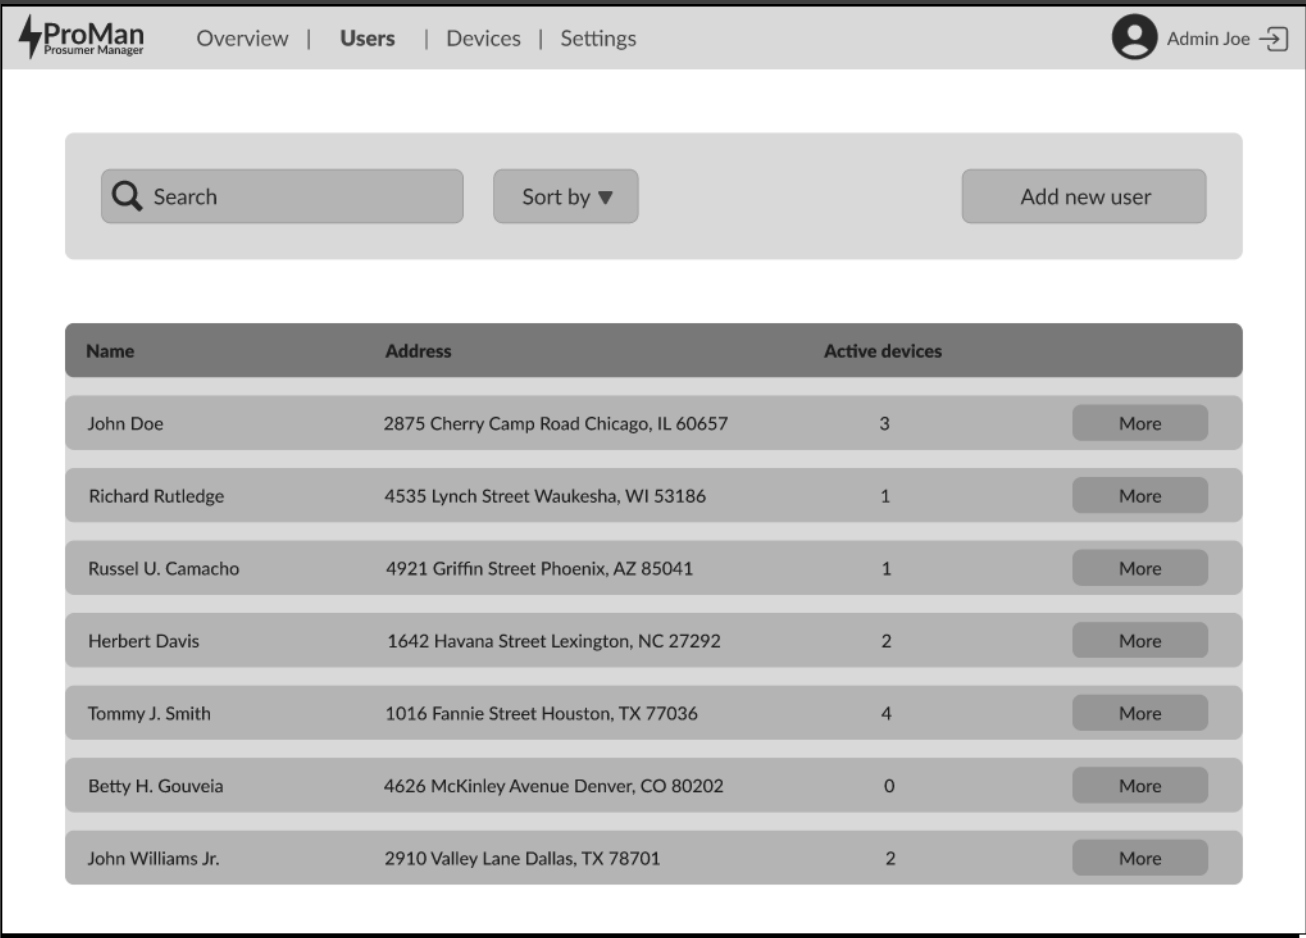 ProMan
Prosumer Manager
Overview | Users | Devices | Settings
Admin Joe
Search
Sort by ▼
Add new user
Name Address Active devices
John Doe 2875 Cherry Camp Road Chicago, IL 60657 3 More
Richard Rutledge 4535 Lynch Street Waukesha, WI 53186 1 More
Russel U. Camacho 4921 Griffin Street Phoenix, AZ 85041 1 More
Herbert Davis 1642 Havana Street Lexington, NC 27292 2 More
Tommy J. Smith 1016 Fannie Street Houston, TX 77036 4 More
Betty H. Gouveia 4626 McKinley Avenue Denver, CO 80202 0 More
John Williams Jr. 2910 Valley Lane Dallas, TX 78701 2 More